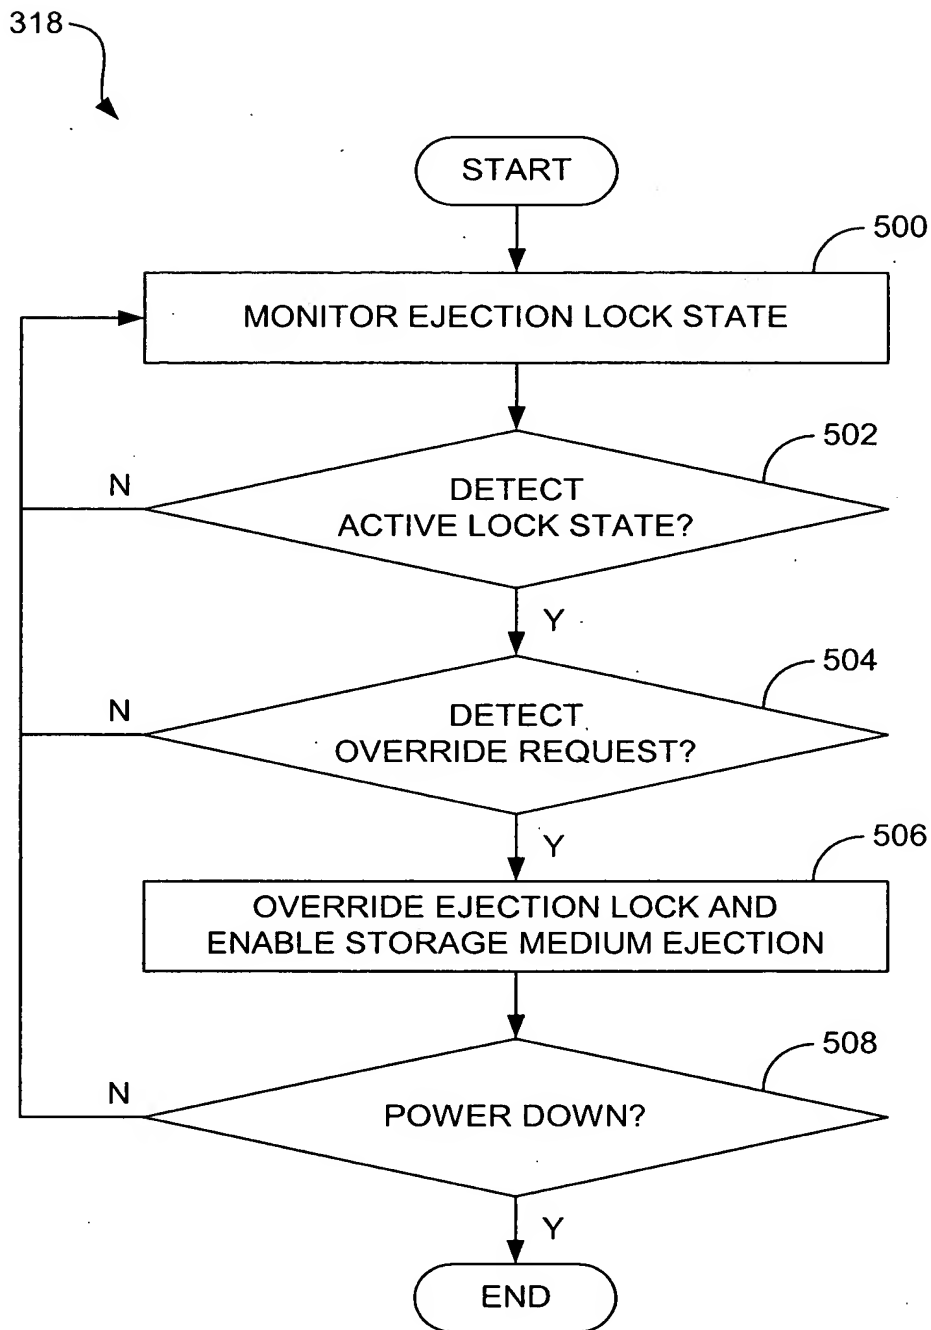 318
START
500
MONITOR EJECTION LOCK STATE
502
N
DETECT
ACTIVE LOCK STATE?
Y
504
N
DETECT
OVERRIDE REQUEST?
Y
506
OVERRIDE EJECTION LOCK AND
ENABLE STORAGE MEDIUM EJECTION
508
N
POWER DOWN?
Y
END